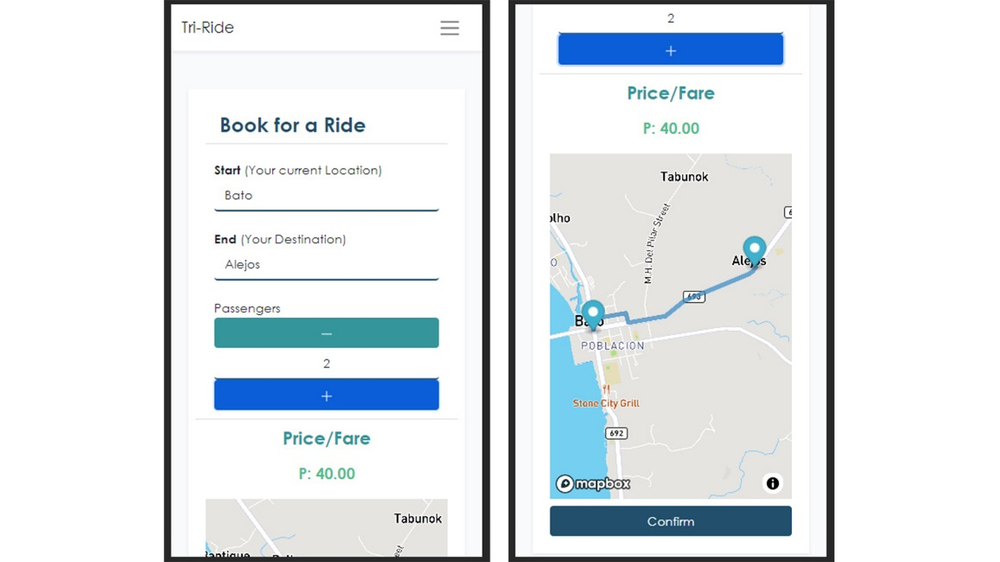 Tri-Ride
Book for a Ride
Start (Your current Location)
Bato
End (Your Destination)
Alejos
Passengers
−
2
+
Price/Fare
P: 40.00
Tabunok
2
+
Price/Fare
P: 40.00
Tabunok
M.H. Del Pilar Street
Alejos
693
Bato
POBLACION
Stone City Grill
692
mapbox
Confirm